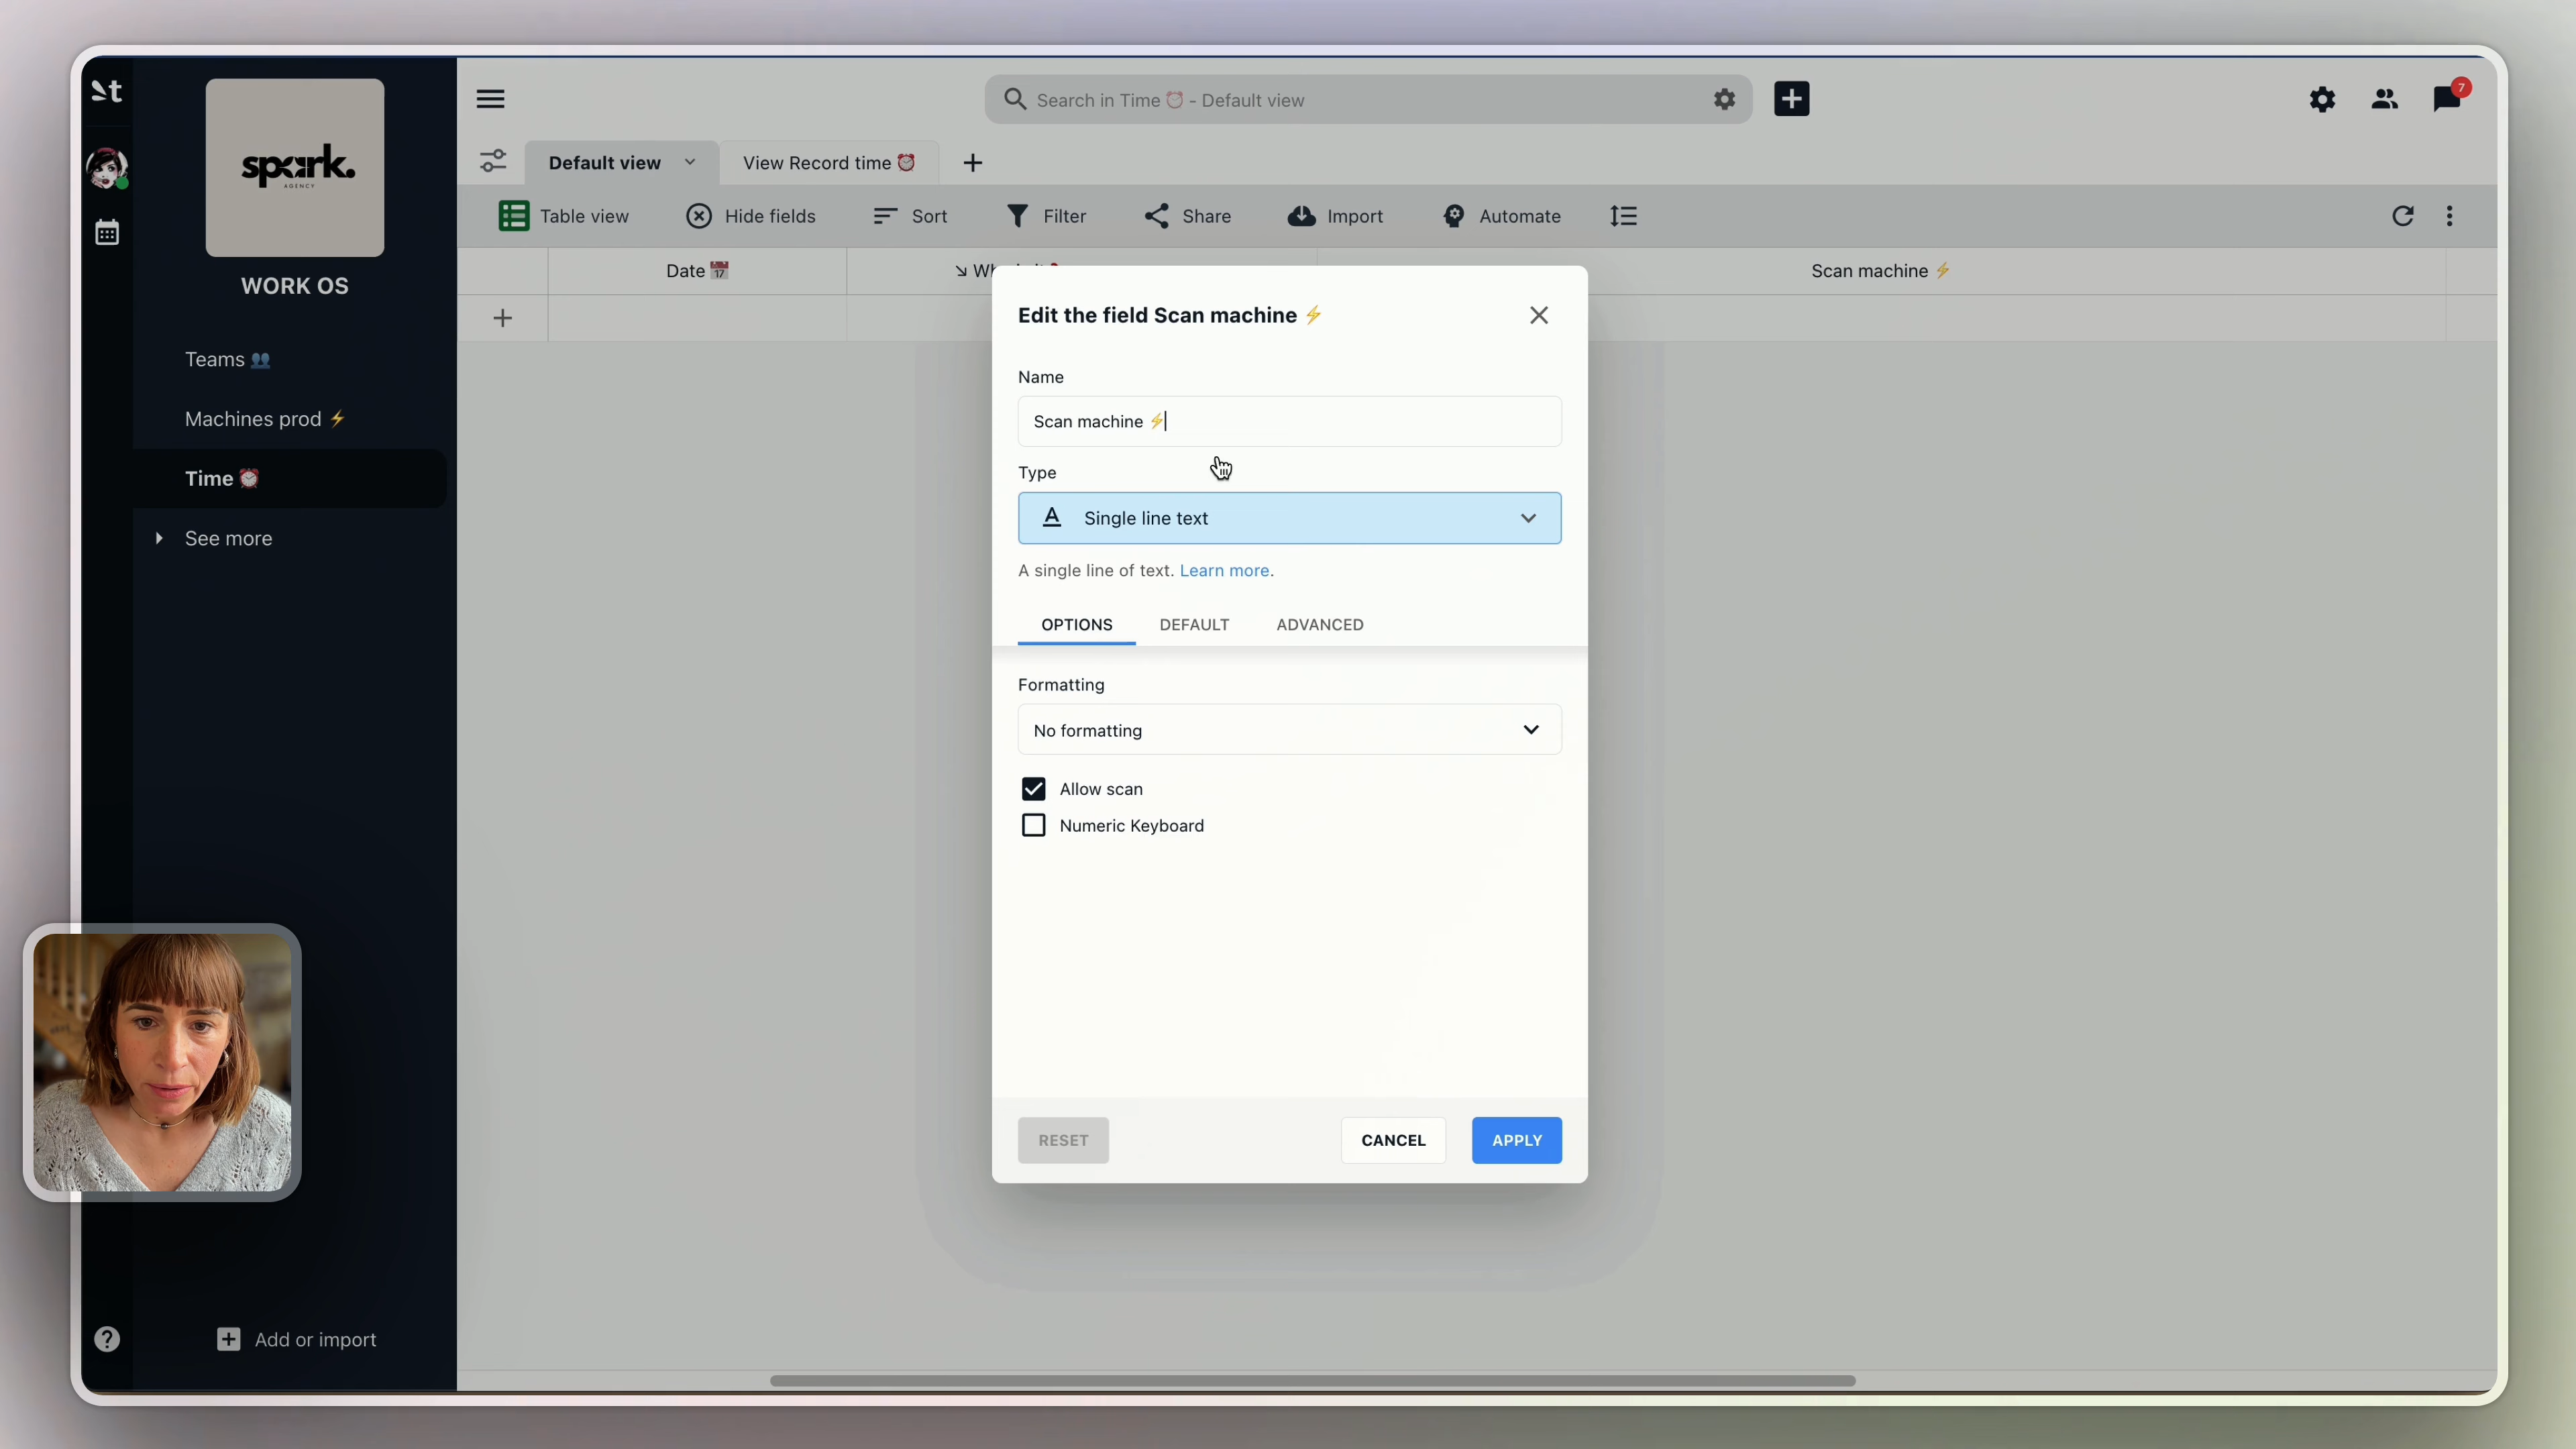 t
spark.
AGENCY
WORK OS
Teams 👥
Machines prod ⚡
Time ⏰
See more
Add or import
Search in Time ⏰ - Default view
7
Default view
View Record time ⏰
Table view
Hide fields
Sort
Filter
Share
Import
Automate
Date 📅
Scan machine ⚡
Edit the field Scan machine ⚡
Name
Scan machine ⚡
Type
Single line text
A single line of text. Learn more.
OPTIONS
DEFAULT
ADVANCED
Formatting
No formatting
Allow scan
Numeric Keyboard
RESET
CANCEL
APPLY